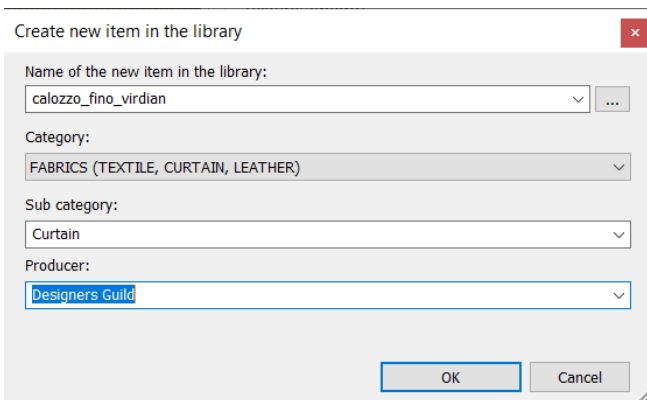 Create new item in the library
Name of the new item in the library:
calozzo_fino_virdian
...
Category:
FABRICS (TEXTILE, CURTAIN, LEATHER)
Sub category:
Curtain
Producer:
Designers Guild
OK Cancel